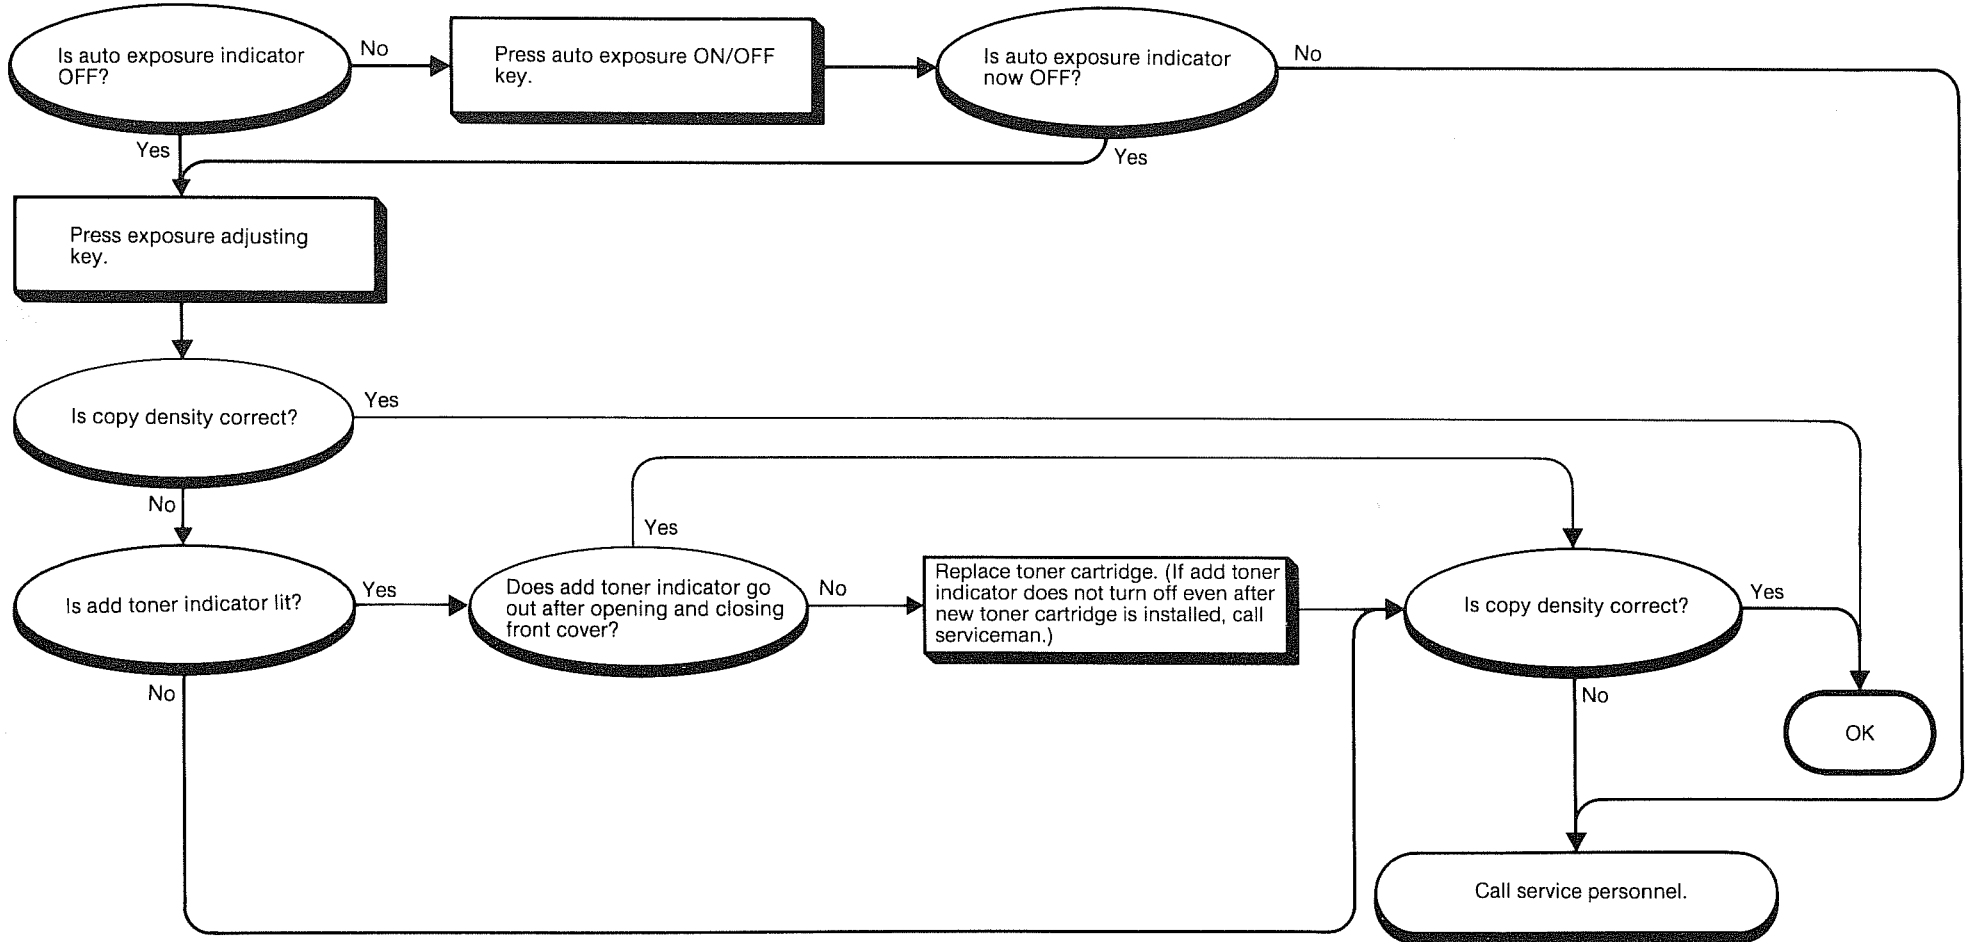 Is auto exposure indicator
OFF?
No
Press auto exposure ON/OFF
key.
Is auto exposure indicator
now OFF?
No
Yes
Yes
Press exposure adjusting
key.
Is copy density correct?
Yes
No
Is add toner indicator lit?
Yes
No
Does add toner indicator go
out after opening and closing
front cover?
Yes
No
Replace toner cartridge. (If add toner
indicator does not turn off even after
new toner cartridge is installed, call
serviceman.)
Is copy density correct?
Yes
No
OK
Call service personnel.